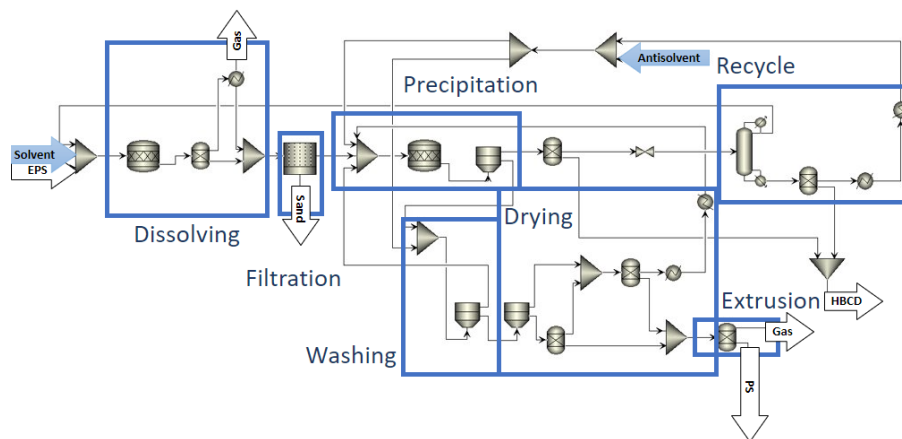 Gas
Antisolvent
Precipitation
Recycle
Solvent
EPS
Sand
Dissolving
Drying
Filtration
Extrusion
HBCD
Gas
Washing
PS